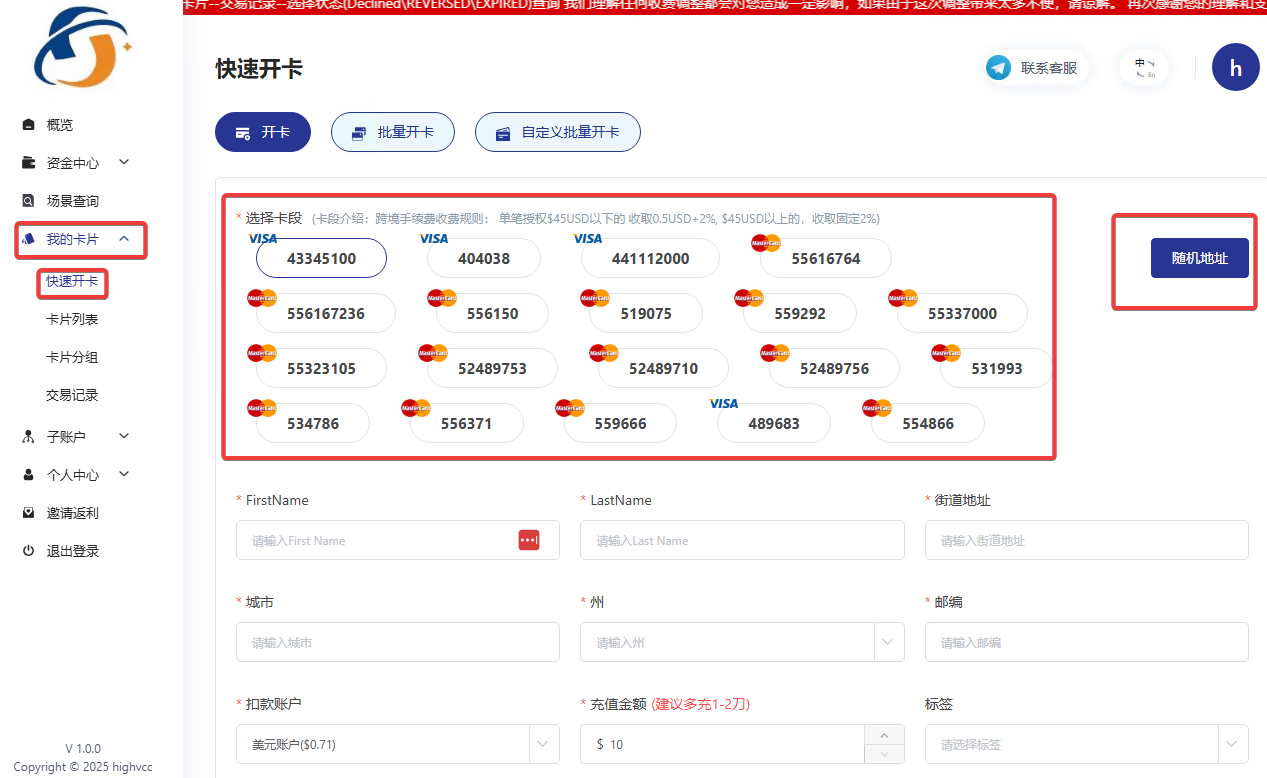 卡片--交易记录--选择状态(Declined\REVERSED\EXPIRED)查询 我们理解任何收费调整都会对您造成一定影响，如果由于这次调整带来太多不便，请谅解。 再次感谢您的理解和支
快速开卡
联系客服
中
En
h
概览
资金中心
场景查询
我的卡片
快速开卡
卡片列表
卡片分组
交易记录
子账户
个人中心
邀请返利
退出登录
V 1.0.0
Copyright © 2025 highvcc
开卡
批量开卡
自定义批量开卡
* 选择卡段 (卡段介绍：跨境手续费收费规则： 单笔授权$45USD以下的 收取0.5USD+2%, $45USD以上的，收取固定2%)
随机地址
VISA 43345100
VISA 404038
VISA 441112000
MasterCard 55616764
MasterCard 556167236
MasterCard 556150
MasterCard 519075
MasterCard 559292
MasterCard 55337000
MasterCard 55323105
MasterCard 52489753
MasterCard 52489710
MasterCard 52489756
MasterCard 531993
MasterCard 534786
MasterCard 556371
MasterCard 559666
VISA 489683
MasterCard 554866
* FirstName
* LastName
* 街道地址
请输入First Name
请输入Last Name
请输入街道地址
* 城市
* 州
* 邮编
请输入城市
请输入州
请输入邮编
* 扣款账户
* 充值金额 (建议多充1-2刀)
标签
美元账户($0.71)
$ 10
请选择标签